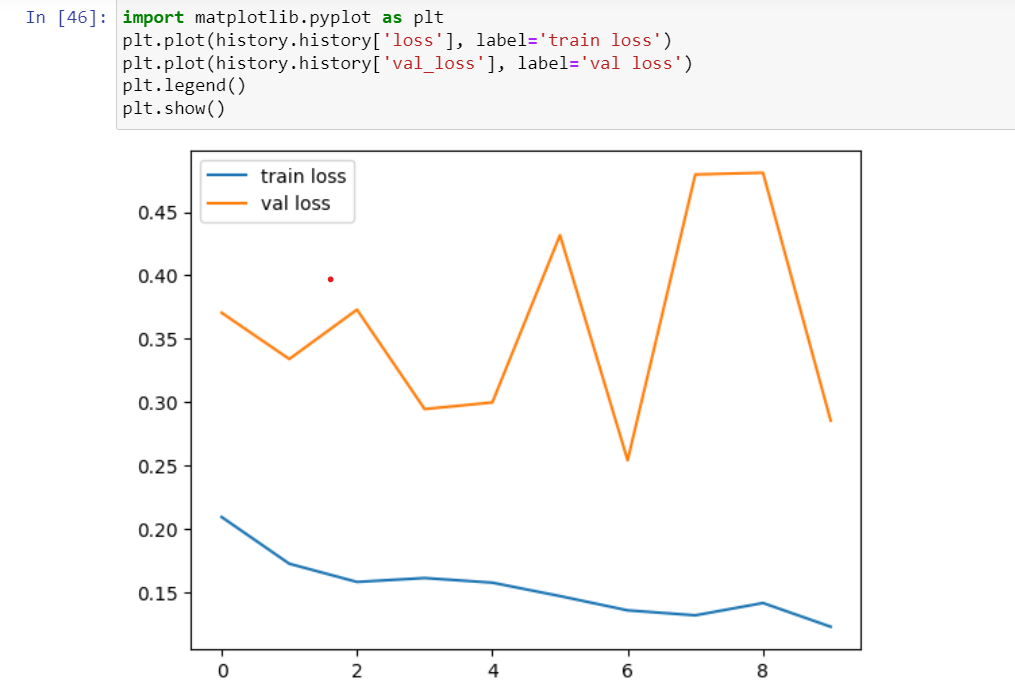 In [46]: import matplotlib.pyplot as plt
plt.plot(history.history['loss'], label='train loss')
plt.plot(history.history['val_loss'], label='val loss')
plt.legend()
plt.show()
train loss
val loss
0.45
0.40
0.35
0.30
0.25
0.20
0.15
0 2 4 6 8